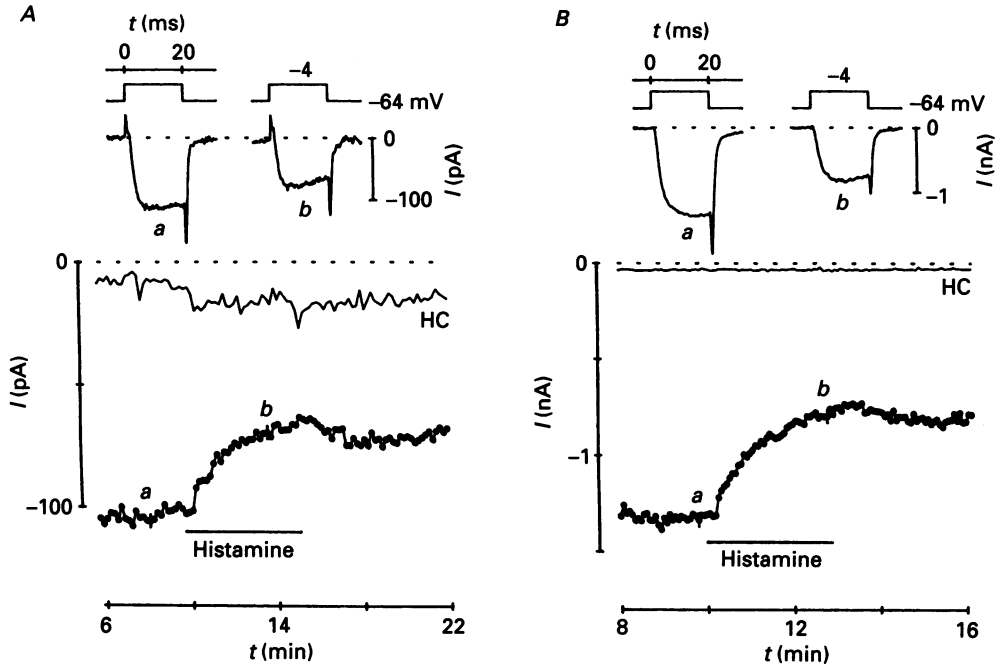 A
t (ms)
0 20
−4
−64 mV
0
−100
I (pA)
a
b
0
−100
I (pA)
HC
a
b
Histamine
6 14 22
t (min)
B
t (ms)
0 20
−4
−64 mV
0
−1
I (nA)
a
b
0
−1
I (nA)
HC
a
b
Histamine
8 12 16
t (min)